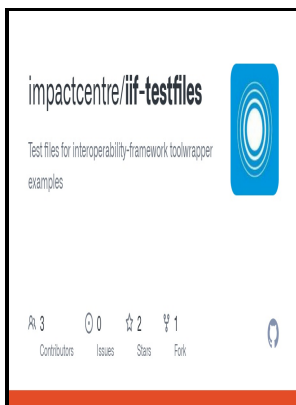 impactcentre/iif-testfiles
Test files for interoperability-framework toolwrapper
examples
3 0 2 1
Contributors Issues Stars Fork